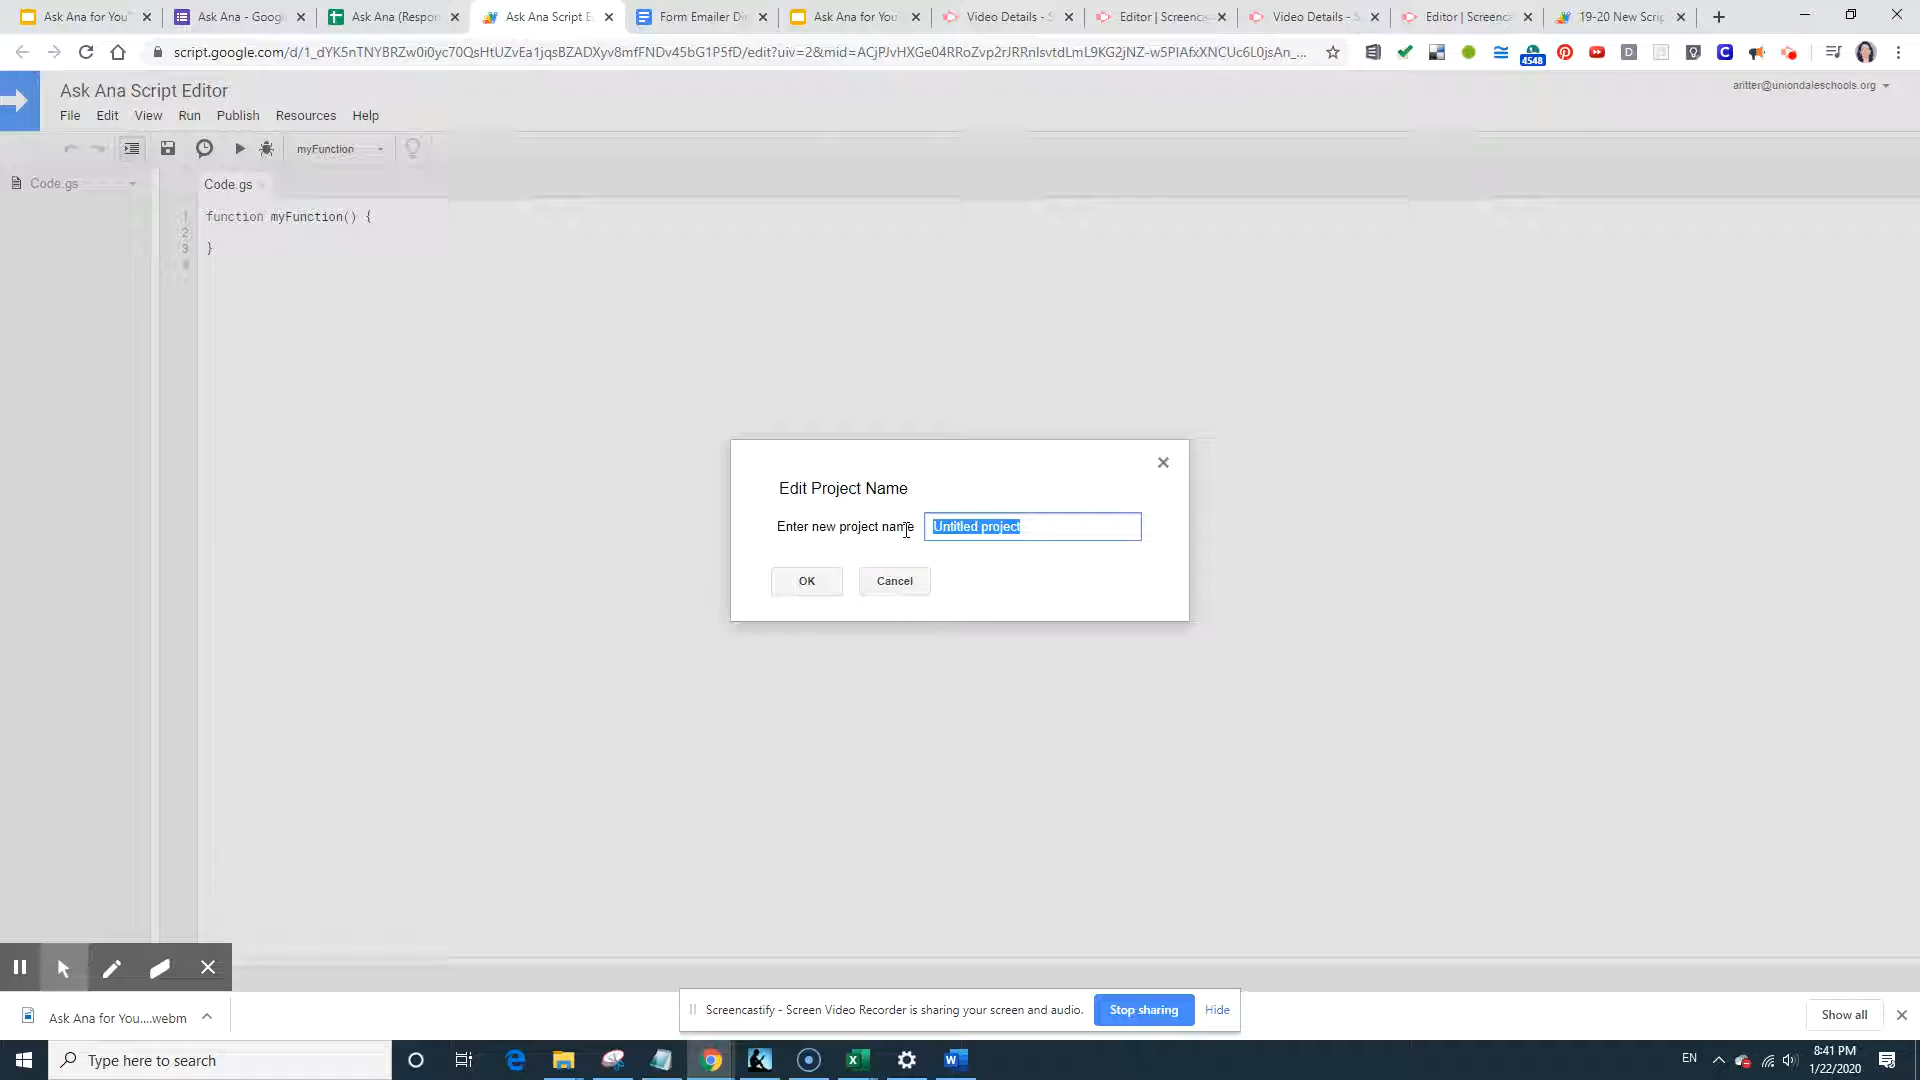 Ask Ana for You
Ask Ana - Goog
Ask Ana (Respon
Ask Ana Script E
Form Emailer Di
Ask Ana for You
Video Details - S
Editor | Screenca
Video Details - S
Editor | Screenca
19-20 New Scrip
script.google.com/d/1_dYK5nTNYBRZw0i0yc70QsHtUZvEa1jqsBZADXyv8mfFNDv45bG1P5fD/edit?uiv=2&mid=ACjPJvHXGe04RRoZvp2rJRRnlsvtdLmL9KG2jNZ-w5PIAfxXNCUc6L0jsAn_...
4548
Ask Ana Script Editor
aritter@uniondaleschools.org
File Edit View Run Publish Resources Help
myFunction
Code.gs
Code.gs
1 function myFunction() {
2
3 }
Edit Project Name
Enter new project name
Untitled project
OK
Cancel
Ask Ana for You....webm
Screencastify - Screen Video Recorder is sharing your screen and audio.
Stop sharing
Hide
Show all
Type here to search
EN
8:41 PM
1/22/2020